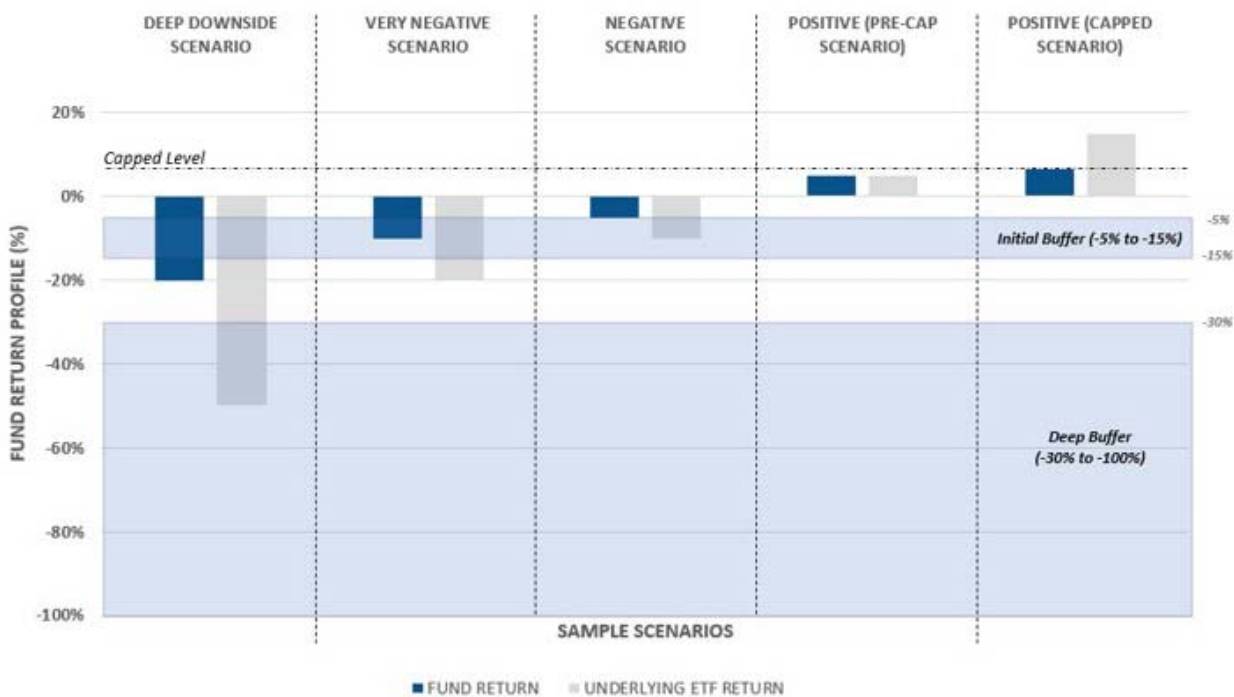 DEEP DOWNSIDE
SCENARIO
VERY NEGATIVE
SCENARIO
NEGATIVE
SCENARIO
POSITIVE (PRE-CAP
SCENARIO)
POSITIVE (CAPPED
SCENARIO)
20%
Capped Level
0%
-5%
Initial Buffer (-5% to -15%)
-15%
-20%
-30%
-40%
Deep Buffer
(-30% to -100%)
-60%
-80%
-100%
FUND RETURN PROFILE (%)
SAMPLE SCENARIOS
FUND RETURN
UNDERLYING ETF RETURN